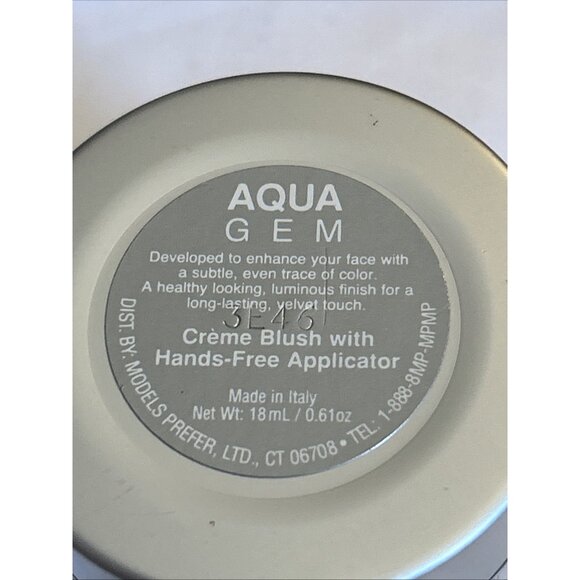 AQUA
GEM
Developed to enhance your face with
a subtle, even trace of color.
A healthy looking, luminous finish for a
long-lasting, velvet touch.
3E461
Crème Blush with
Hands-Free Applicator
Made in Italy
Net Wt: 18mL / 0.61oz
DIST. BY: MODELS PREFER, LTD., CT 06708 • TEL: 1-888-8MP-MPMP